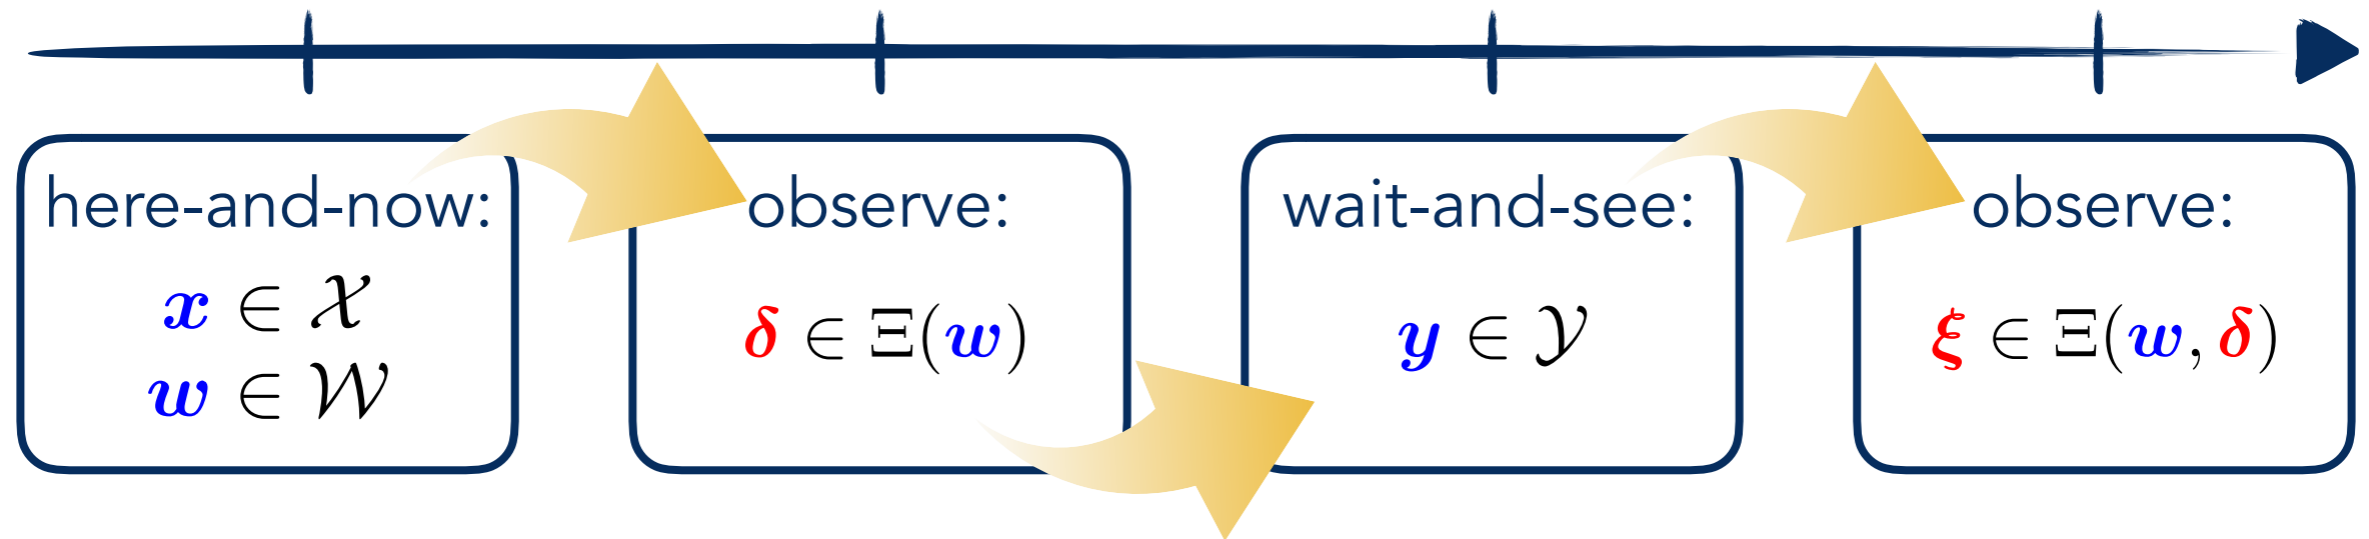 here-and-now:
x ∈ 𝒳
w ∈ 𝒲
observe:
δ ∈ Ξ(w)
wait-and-see:
y ∈ 𝒴
observe:
ξ ∈ Ξ(w, δ)